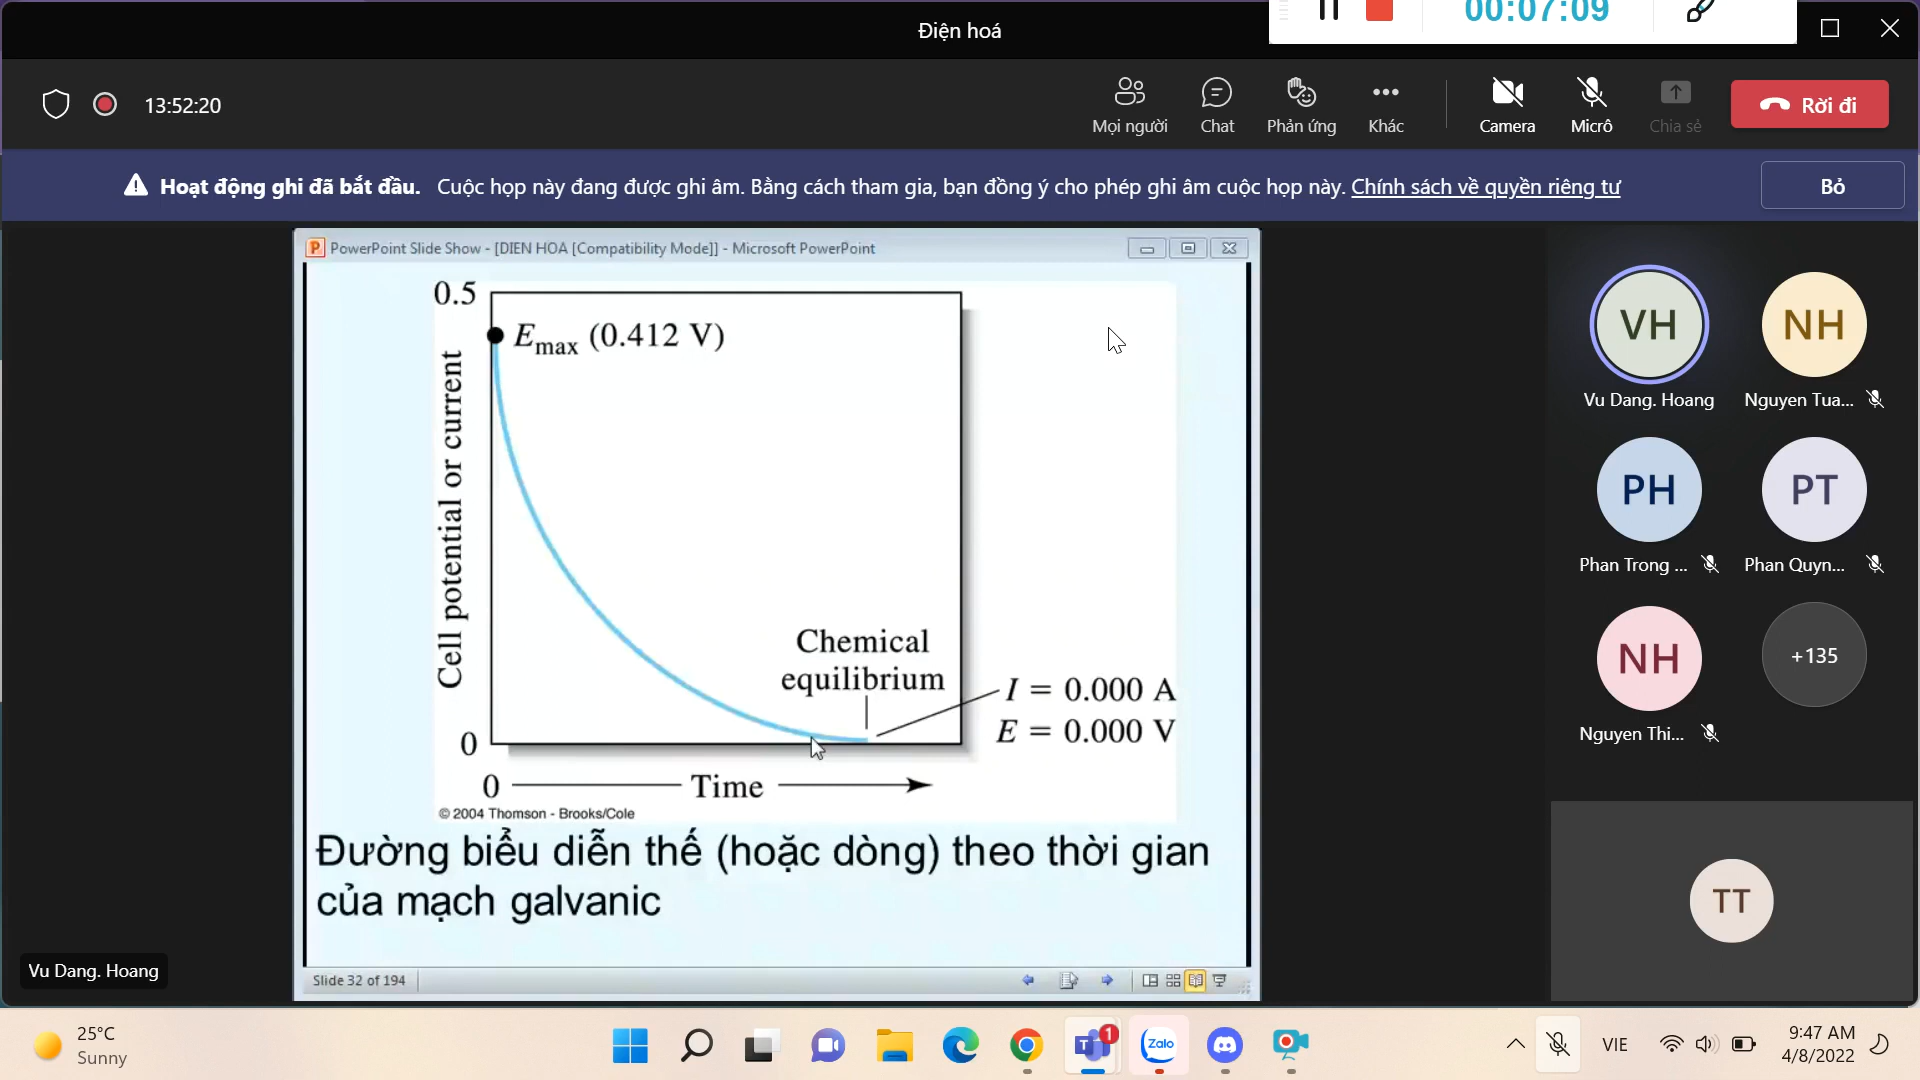 00:07:09
Điện hoá
13:52:20
Mọi người
Chat
Phản ứng
Khác
Camera
Micrô
Chia sẻ
Rời đi
Hoạt động ghi đã bắt đầu. Cuộc họp này đang được ghi âm. Bằng cách tham gia, bạn đồng ý cho phép ghi âm cuộc họp này. Chính sách về quyền riêng tư
Bỏ
PowerPoint Slide Show - [DIEN HOA [Compatibility Mode]] - Microsoft PowerPoint
0.5
Emax (0.412 V)
Cell potential or current
Chemical
equilibrium
I = 0.000 A
E = 0.000 V
0
0
Time
© 2004 Thomson - Brooks/Cole
Đường biểu diễn thế (hoặc dòng) theo thời gian
của mạch galvanic
Slide 32 of 194
Vu Dang. Hoang
VH
Vu Dang. Hoang
NH
Nguyen Tua...
PH
Phan Trong ...
PT
Phan Quyn...
NH
Nguyen Thi...
+135
TT
25°C
Sunny
1
Zalo
VIE
9:47 AM
4/8/2022